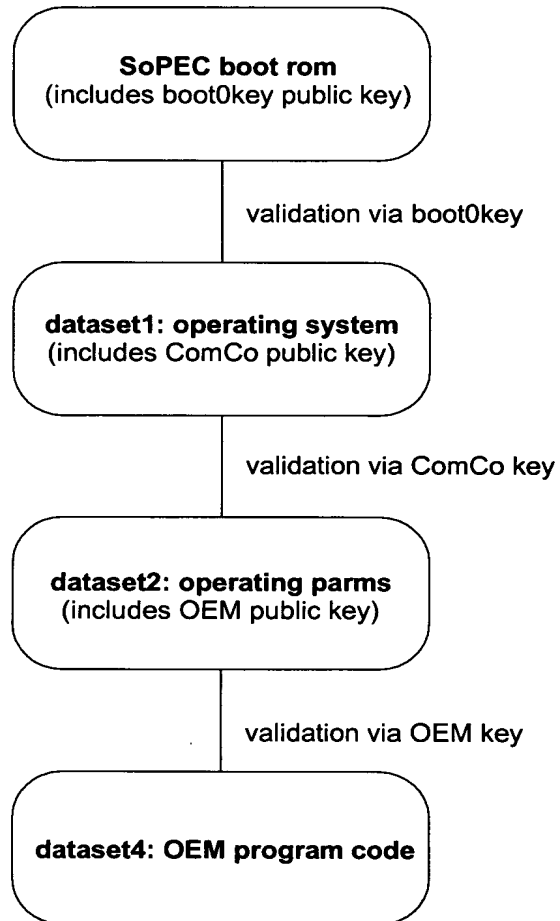 SoPEC boot rom
(includes boot0key public key)
validation via boot0key
dataset1: operating system
(includes ComCo public key)
validation via ComCo key
dataset2: operating parms
(includes OEM public key)
validation via OEM key
dataset4: OEM program code